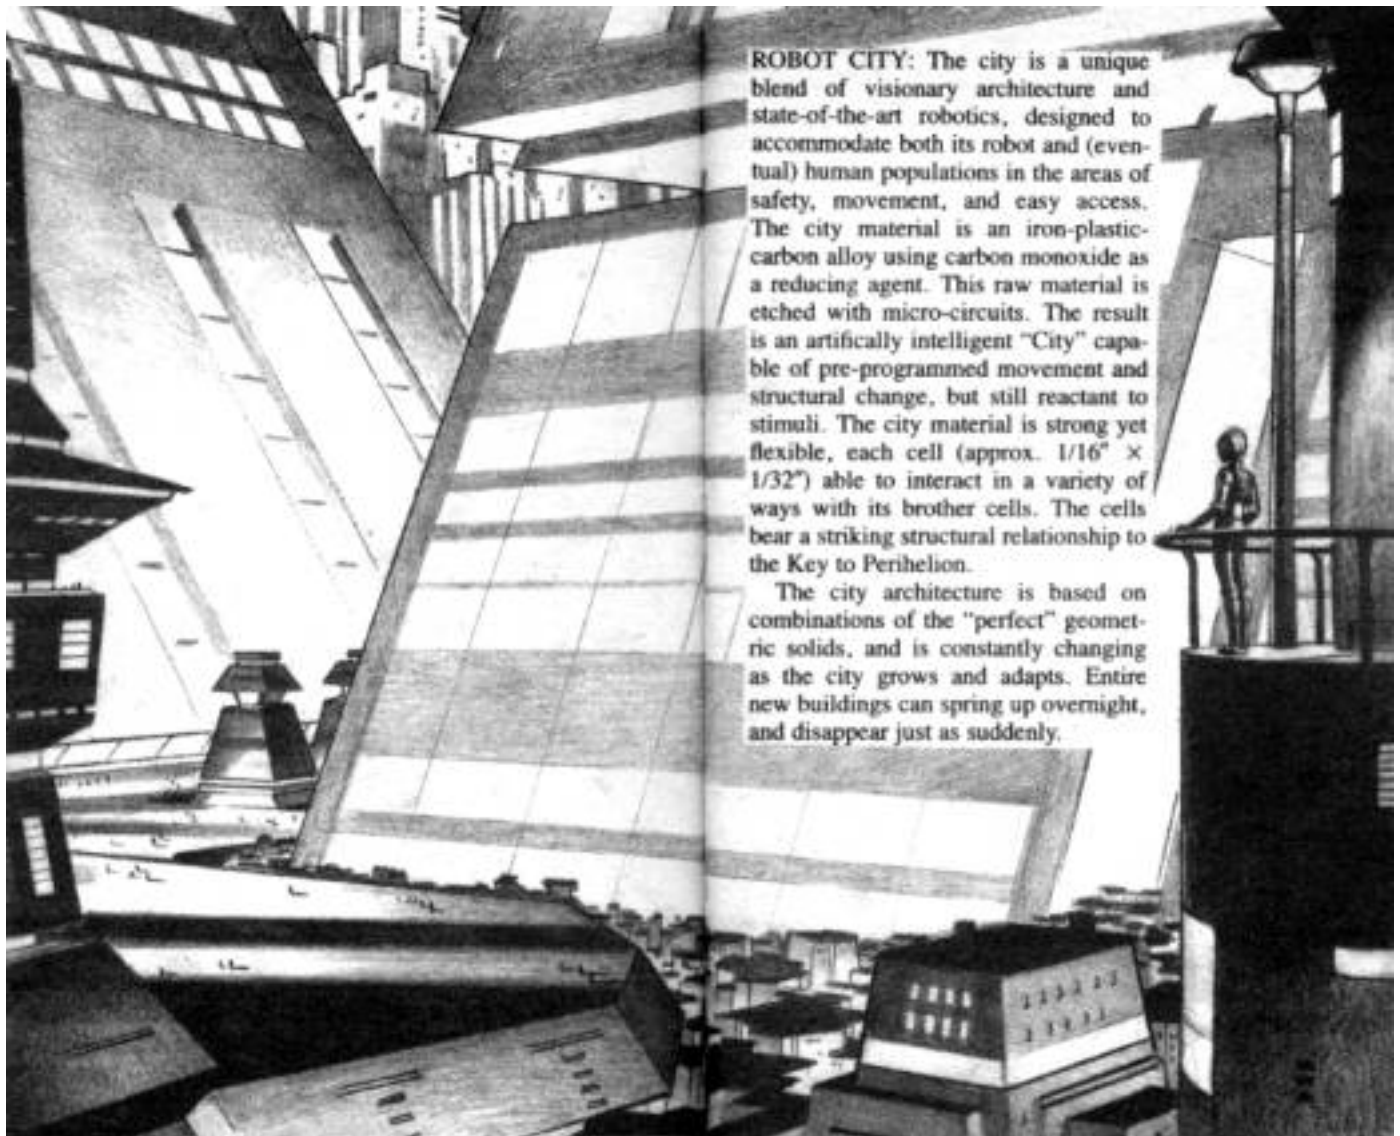 ROBOT CITY: The city is a unique
blend of visionary architecture and
state-of-the-art robotics, designed to
accommodate both its robot and (even-
tual) human populations in the areas of
safety, movement, and easy access.
The city material is an iron-plastic-
carbon alloy using carbon monoxide as
a reducing agent. This raw material is
etched with micro-circuits. The result
is an artifically intelligent “City” capa-
ble of pre-programmed movement and
structural change, but still reactant to
stimuli. The city material is strong yet
flexible, each cell (approx. 1/16″ ×
1/32″) able to interact in a variety of
ways with its brother cells. The cells
bear a striking structural relationship to
the Key to Perihelion.
The city architecture is based on
combinations of the “perfect” geomet-
ric solids, and is constantly changing
as the city grows and adapts. Entire
new buildings can spring up overnight,
and disappear just as suddenly.